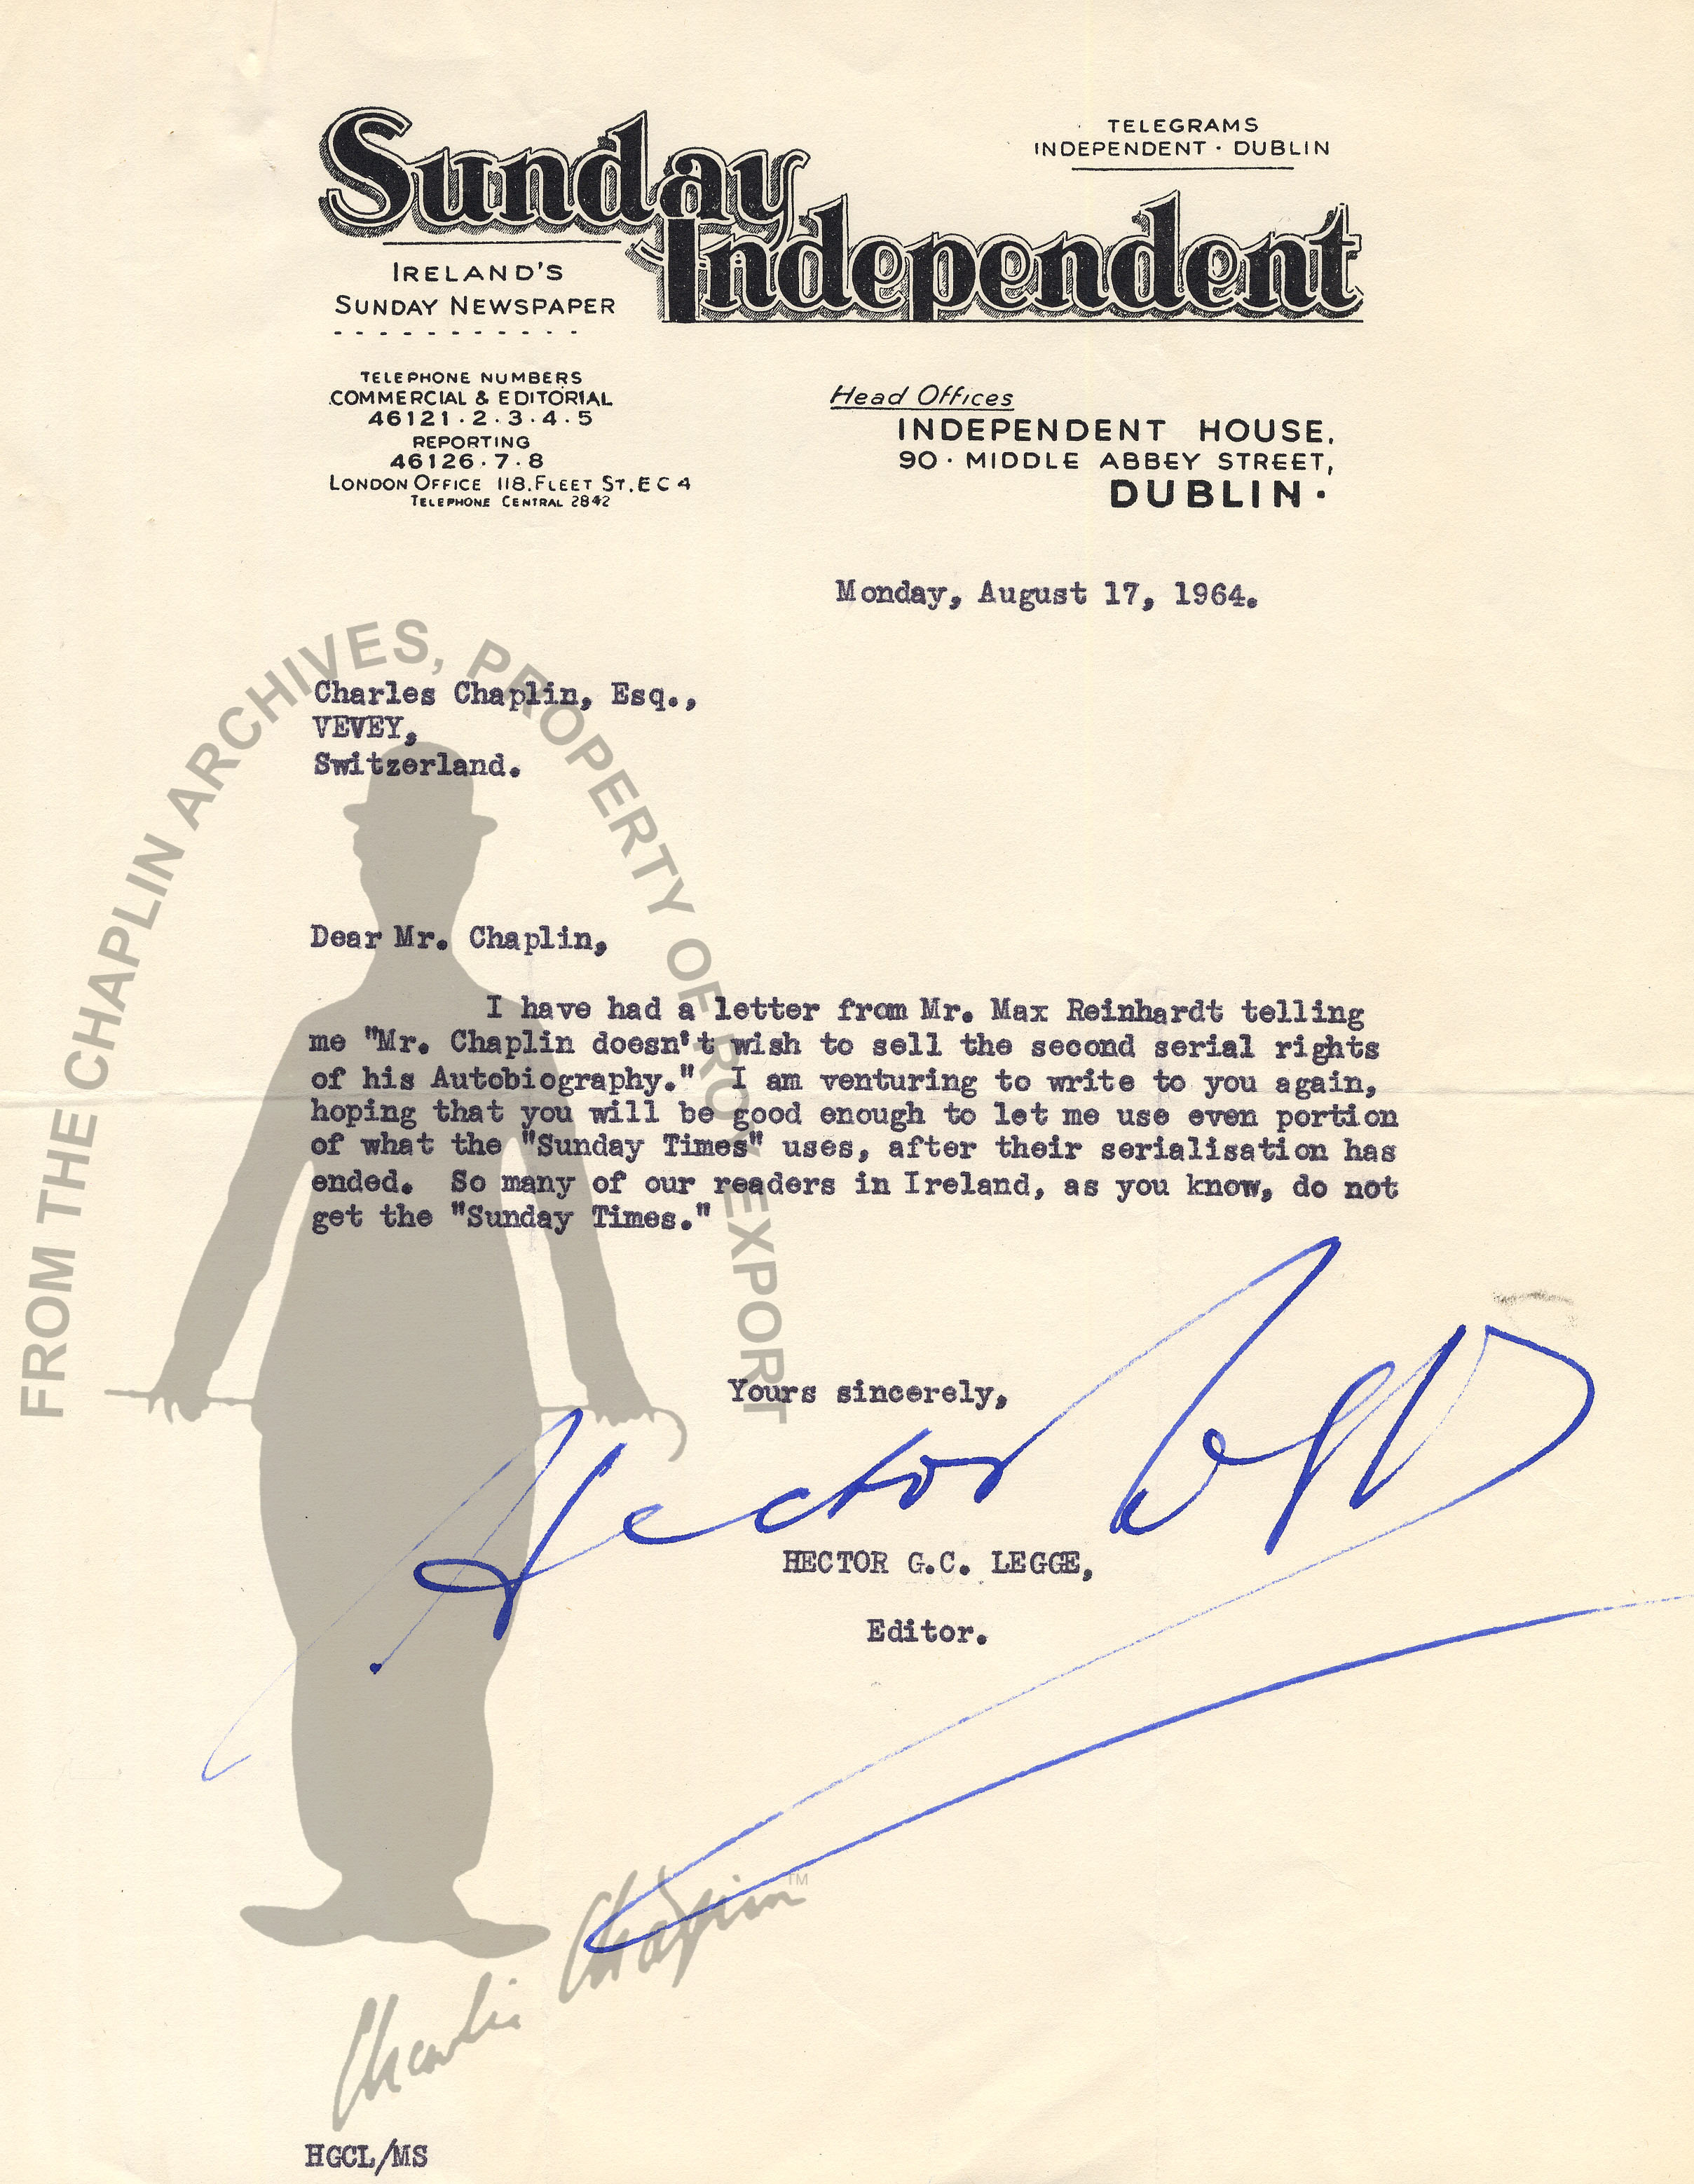 Sunday
Independent
TELEGRAMS
INDEPENDENT · DUBLIN
IRELAND'S
SUNDAY NEWSPAPER
TELEPHONE NUMBERS
COMMERCIAL & EDITORIAL
46121 · 2 · 3 · 4 · 5
REPORTING
46126 · 7 · 8
LONDON OFFICE 118. FLEET ST. E C 4
TELEPHONE CENTRAL 2842
Head Offices
INDEPENDENT HOUSE,
90 · MIDDLE ABBEY STREET,
DUBLIN ·
Monday, August 17, 1964.
Charles Chaplin, Esq.,
VEVEY,
Switzerland.
Dear Mr. Chaplin,
I have had a letter from Mr. Max Reinhardt telling
me "Mr. Chaplin doesn't wish to sell the second serial rights
of his Autobiography." I am venturing to write to you again,
hoping that you will be good enough to let me use even portion
of what the "Sunday Times" uses, after their serialisation has
ended. So many of our readers in Ireland, as you know, do not
get the "Sunday Times."
Yours sincerely,
Hector Legge
HECTOR G.C. LEGGE,
Editor.
HGCL/MS
FROM THE CHAPLIN ARCHIVES, PROPERTY OF ROY EXPORT
Charlie Chaplin™